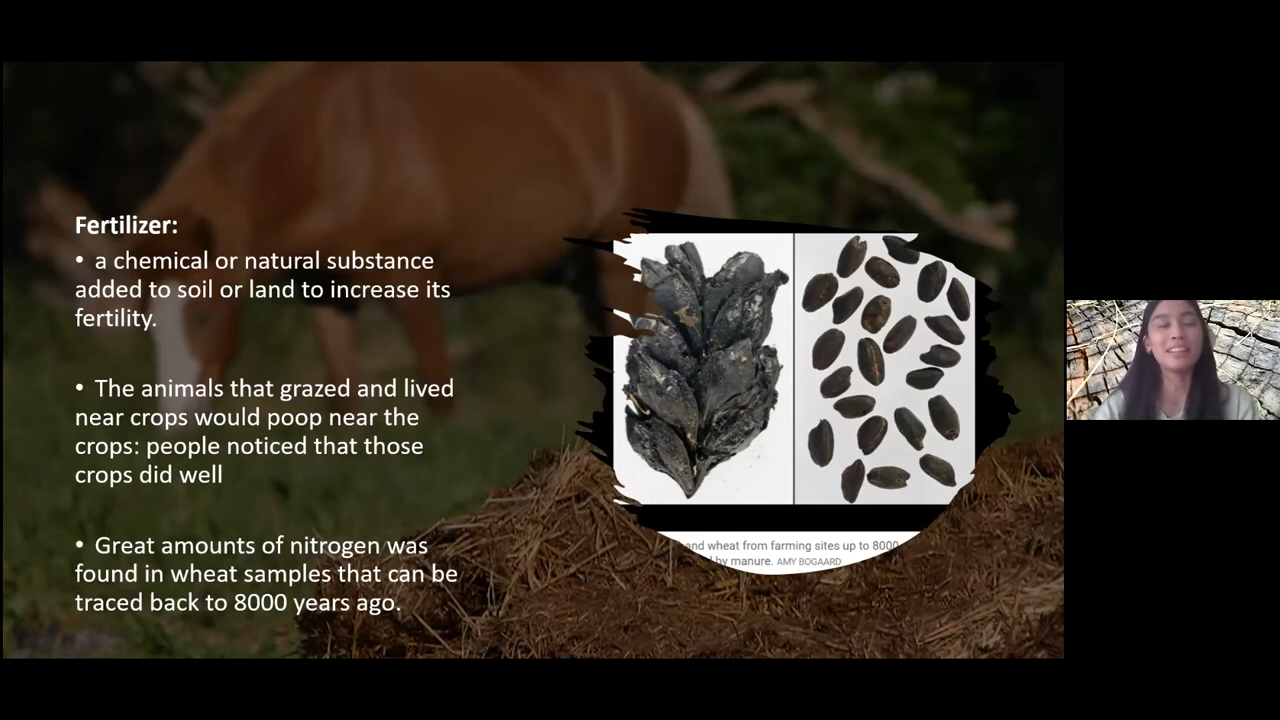 Fertilizer:
• a chemical or natural substance
added to soil or land to increase its
fertility.
• The animals that grazed and lived
near crops would poop near the
crops: people noticed that those
crops did well
• Great amounts of nitrogen was
found in wheat samples that can be
traced back to 8000 years ago.
and wheat from farming sites up to 8000
by manure. AMY BOGAARD